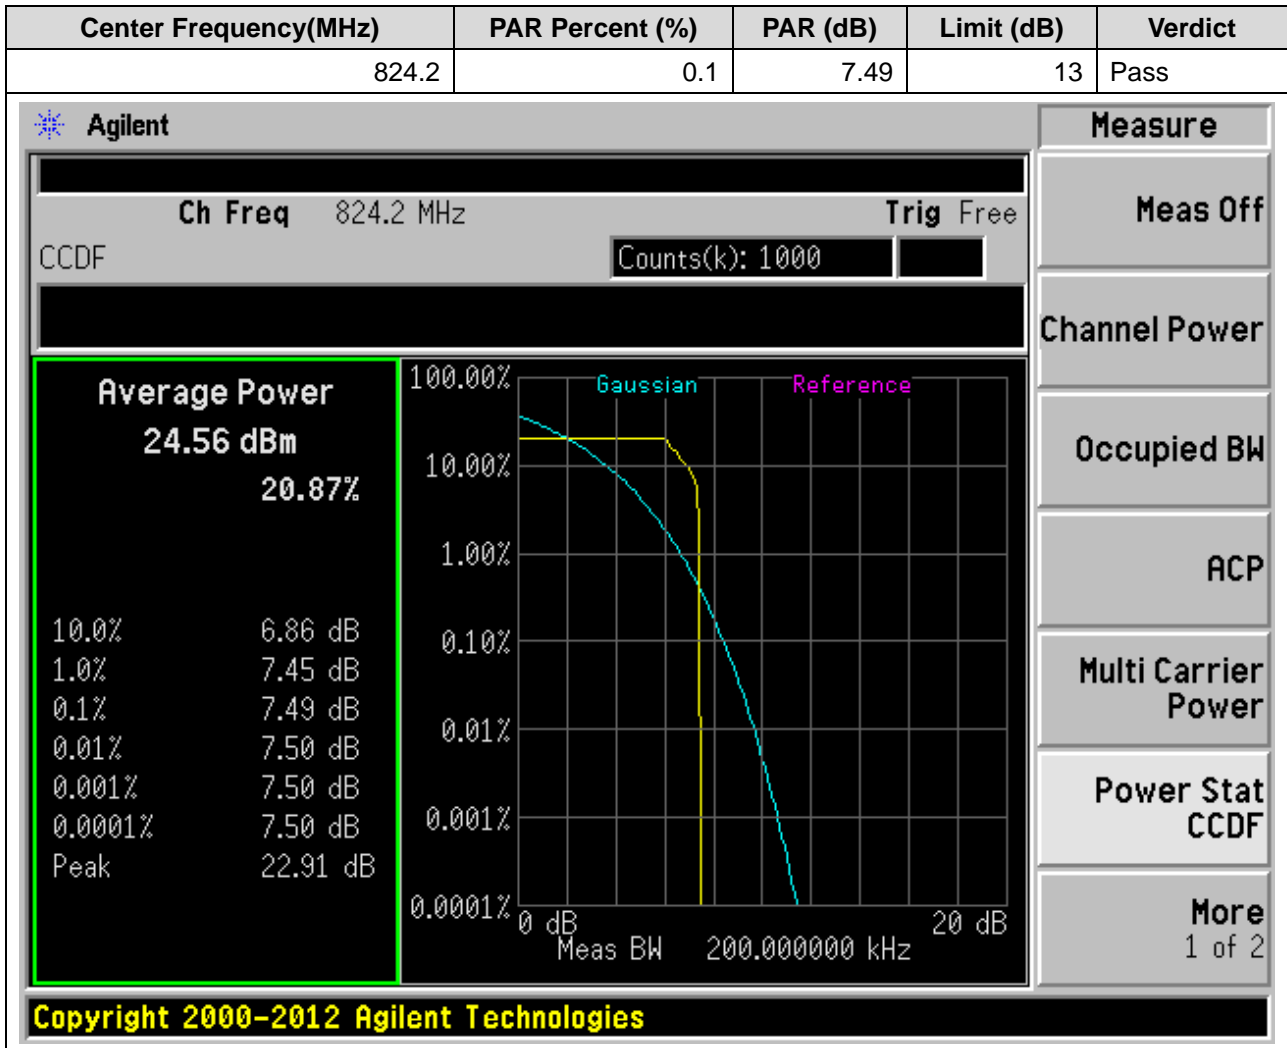 Center Frequency(MHz) PAR Percent (%) PAR (dB) Limit (dB) Verdict
824.2 0.1 7.49 13 Pass
Agilent
Measure
Ch Freq 824.2 MHz Trig Free
CCDF Counts(k): 1000
Average Power
24.56 dBm
20.87%
10.0% 6.86 dB
1.0% 7.45 dB
0.1% 7.49 dB
0.01% 7.50 dB
0.001% 7.50 dB
0.0001% 7.50 dB
Peak 22.91 dB
Gaussian Reference
100.00%
10.00%
1.00%
0.10%
0.01%
0.001%
0.0001%
0 dB 20 dB
Meas BW 200.000000 kHz
Meas Off
Channel Power
Occupied BW
ACP
Multi Carrier
Power
Power Stat
CCDF
More
1 of 2
Copyright 2000-2012 Agilent Technologies